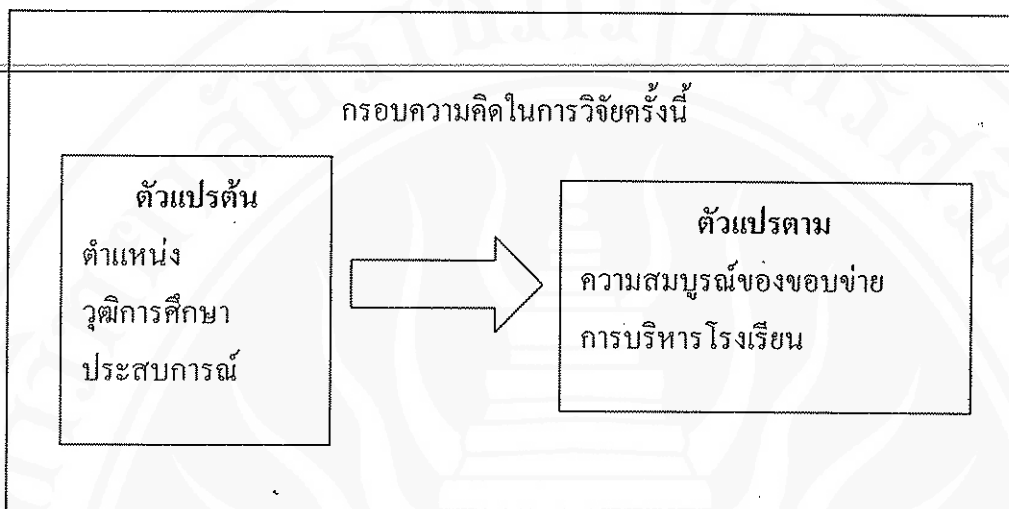 กรอบความคิดในการวิจัยครั้งนี้
ตัวแปรต้น
ตำแหน่ง
วุฒิการศึกษา
ประสบการณ์
ตัวแปรตาม
ความสมบูรณ์ของขอบข่าย
การบริหารโรงเรียน